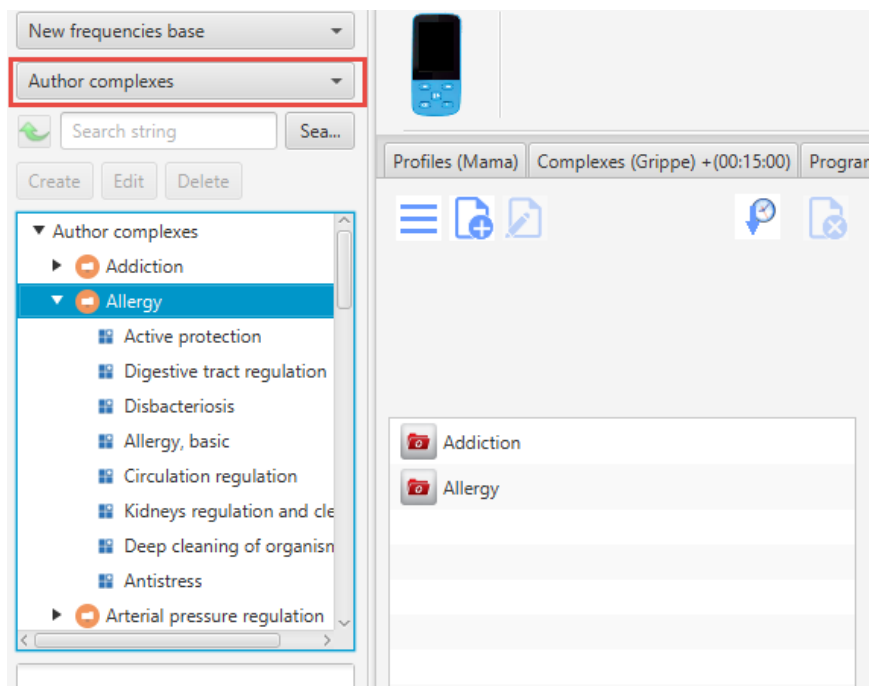 New frequencies base
Author complexes
Search string
Sea...
Create
Edit
Delete
Author complexes
Addiction
Allergy
Active protection
Digestive tract regulation
Disbacteriosis
Allergy, basic
Circulation regulation
Kidneys regulation and cle
Deep cleaning of organism
Antistress
Arterial pressure regulation
Profiles (Mama)
Complexes (Grippe) +(00:15:00)
Program
Addiction
Allergy